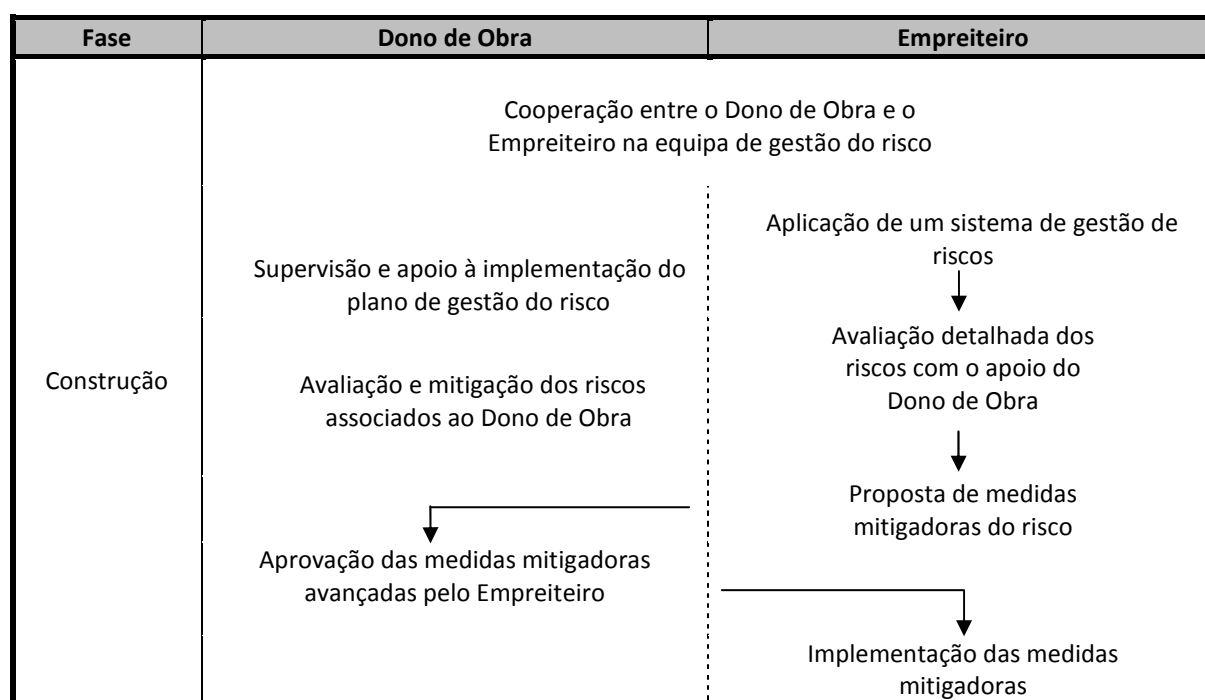 Fase
Dono de Obra
Empreiteiro
Construção
Cooperação entre o Dono de Obra e o
Empreiteiro na equipa de gestão do risco
Supervisão e apoio à implementação do
plano de gestão do risco
Avaliação e mitigação dos riscos
associados ao Dono de Obra
Aplicação de um sistema de gestão de
riscos
Avaliação detalhada dos
riscos com o apoio do
Dono de Obra
Proposta de medidas
mitigadoras do risco
Aprovação das medidas mitigadoras
avançadas pelo Empreiteiro
Implementação das medidas
mitigadoras